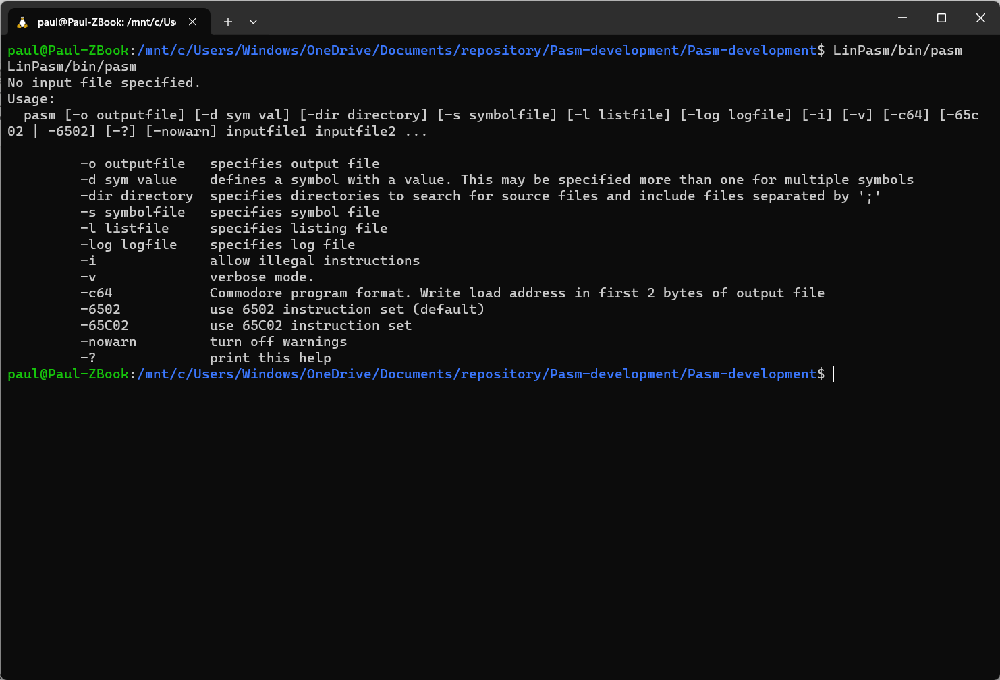 paul@Paul-ZBook: /mnt/c/Us
paul@Paul-ZBook:/mnt/c/Users/Windows/OneDrive/Documents/repository/Pasm-development/Pasm-development$ LinPasm/bin/pasm
LinPasm/bin/pasm
No input file specified.
Usage:
  pasm [-o outputfile] [-d sym val] [-dir directory] [-s symbolfile] [-l listfile] [-log logfile] [-i] [-v] [-c64] [-65c
02 | -6502] [-?] [-nowarn] inputfile1 inputfile2 ...
         -o outputfile   specifies output file
         -d sym value    defines a symbol with a value. This may be specified more than one for multiple symbols
         -dir directory  specifies directories to search for source files and include files separated by ';'
         -s symbolfile   specifies symbol file
         -l listfile     specifies listing file
         -log logfile    specifies log file
         -i              allow illegal instructions
         -v              verbose mode.
         -c64            Commodore program format. Write load address in first 2 bytes of output file
         -6502           use 6502 instruction set (default)
         -65C02          use 65C02 instruction set
         -nowarn         turn off warnings
         -?              print this help
paul@Paul-ZBook:/mnt/c/Users/Windows/OneDrive/Documents/repository/Pasm-development/Pasm-development$